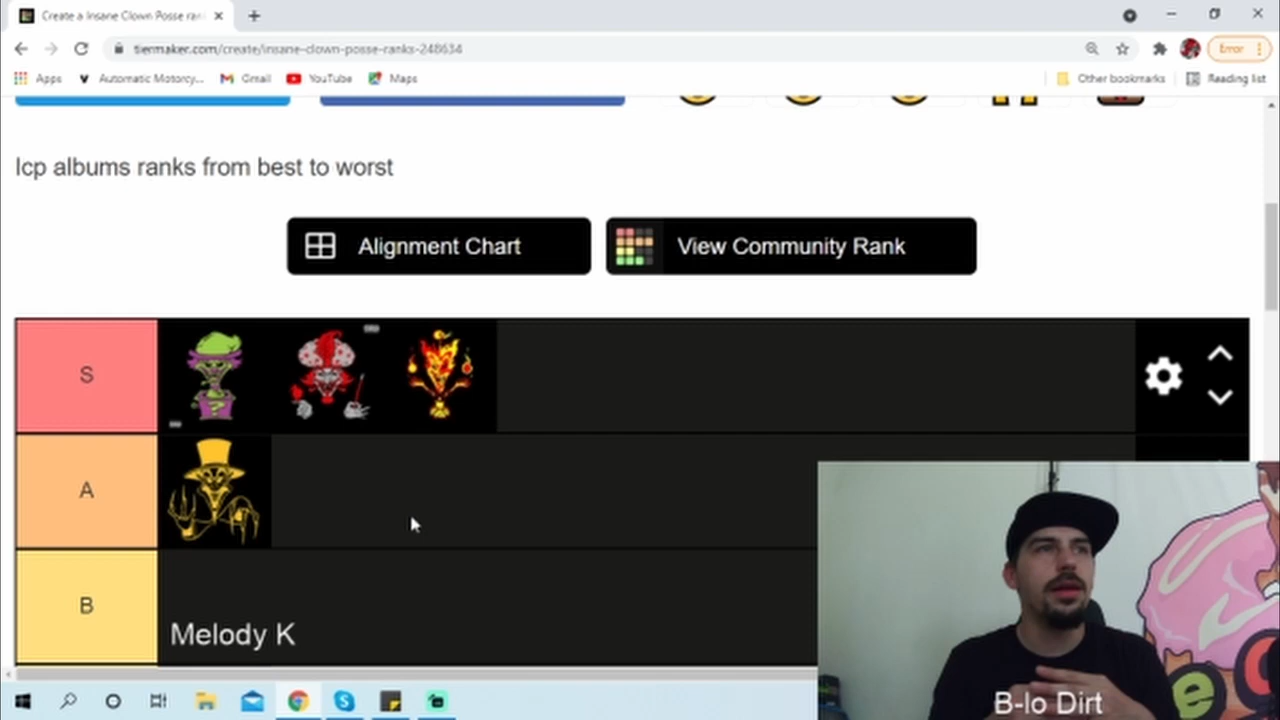 Create a Insane Clown Posse ran
tiermaker.com/create/insane-clown-posse-ranks-248634
Error
Apps
Automatic Motorcy...
Gmail
YouTube
Maps
Other bookmarks
Reading list
Icp albums ranks from best to worst
Alignment Chart
View Community Rank
S
A
B
Melody K
B-lo Dirt